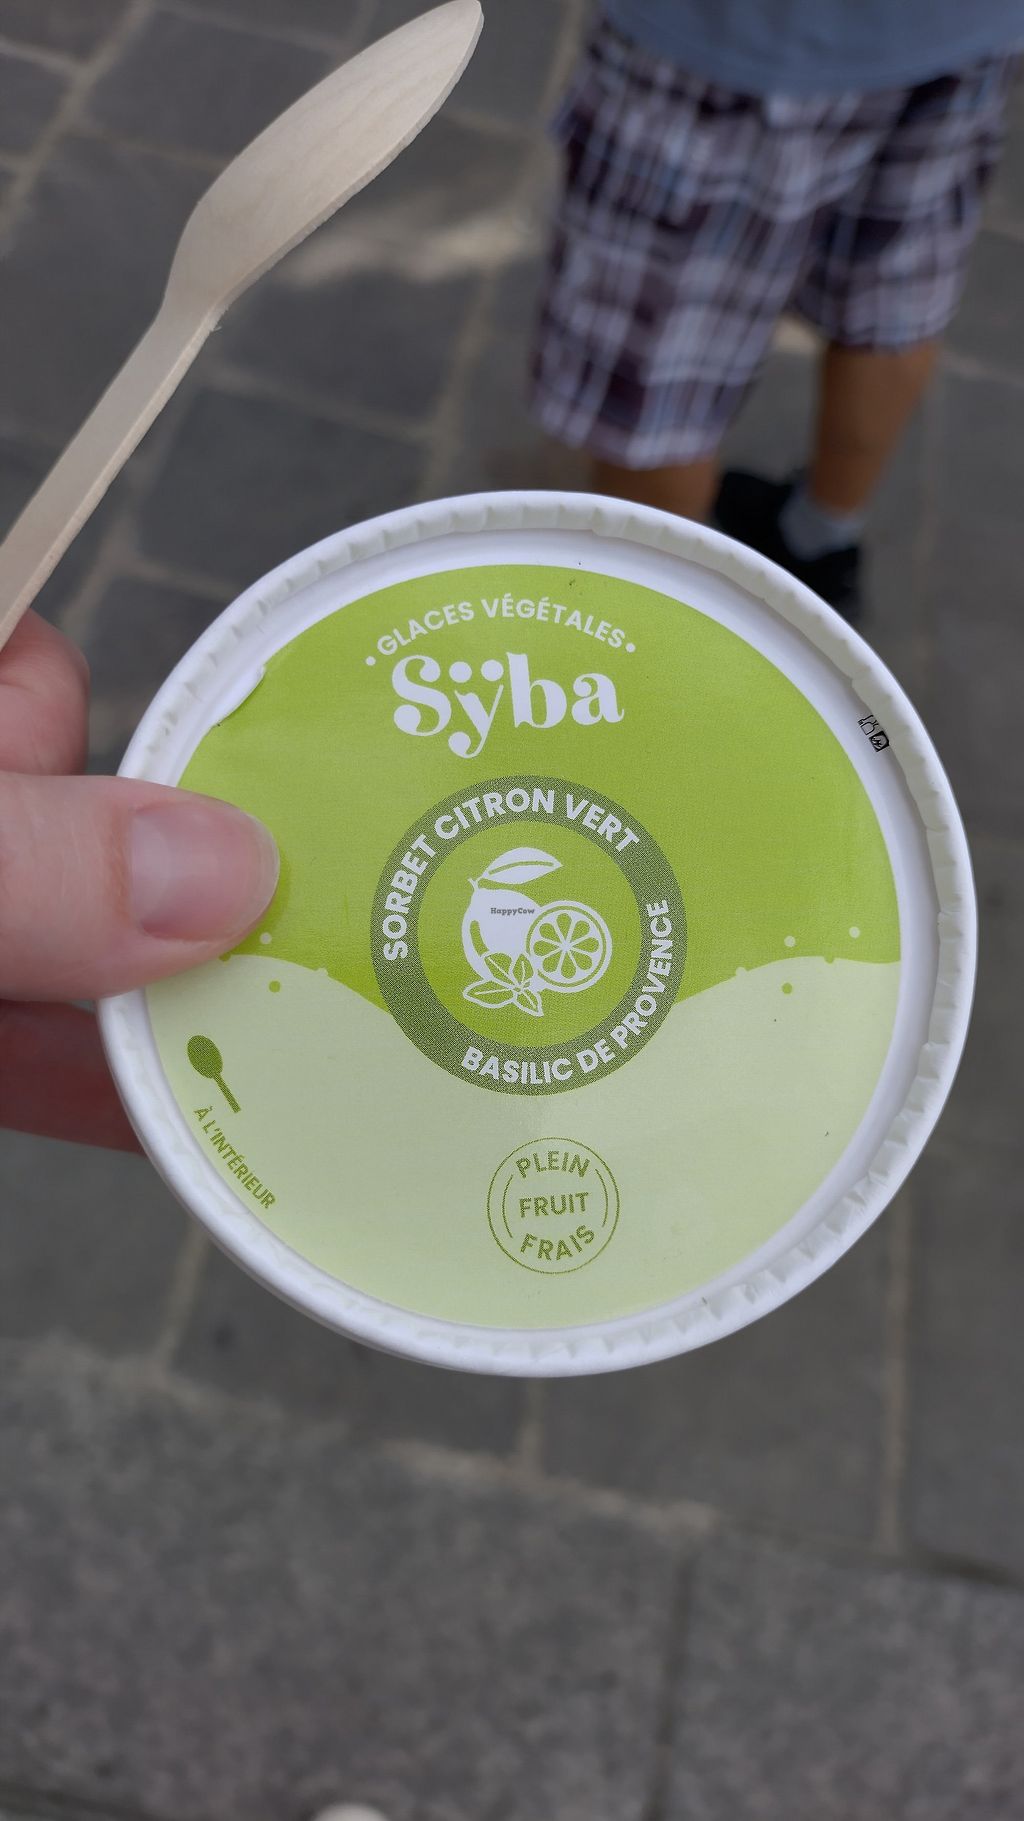 • GLACES VÉGÉTALES •
Sÿba
SORBET CITRON VERT
HappyCow
BASILIC DE PROVENCE
À L'INTÉRIEUR
PLEIN
FRUIT
FRAIS